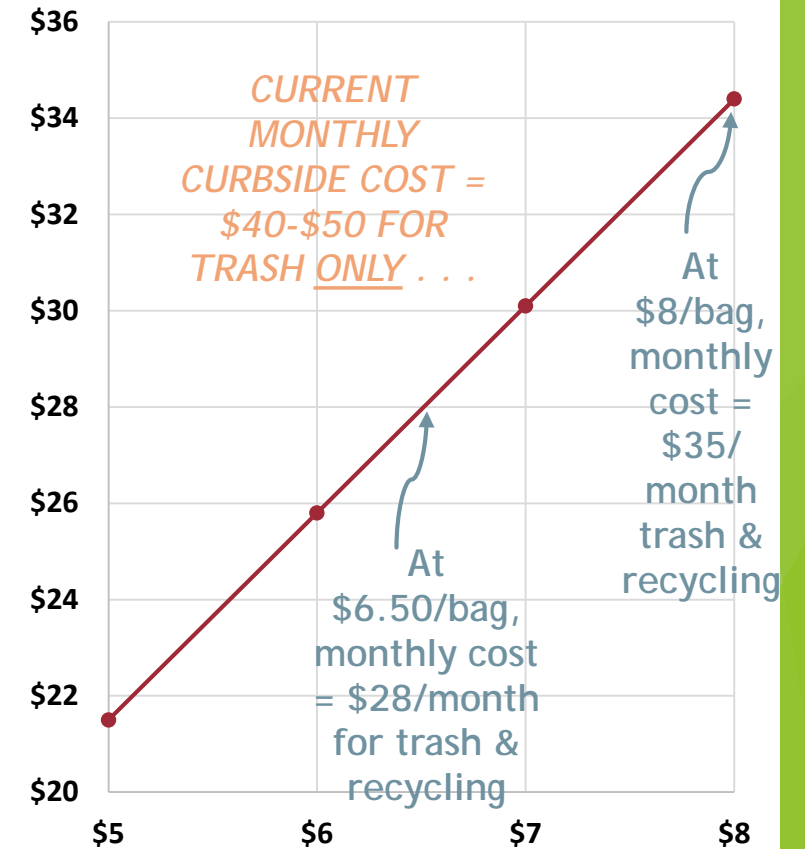 $36
$34
$32
$30
$28
$26
$24
$22
$20
CURRENT
MONTHLY
CURBSIDE COST =
$40-$50 FOR
TRASH ONLY . . .
At
$8/bag,
monthly
cost =
$35/
month
trash &
recycling
At
$6.50/bag,
monthly cost
= $28/month
for trash &
recycling
$5 $6 $7 $8